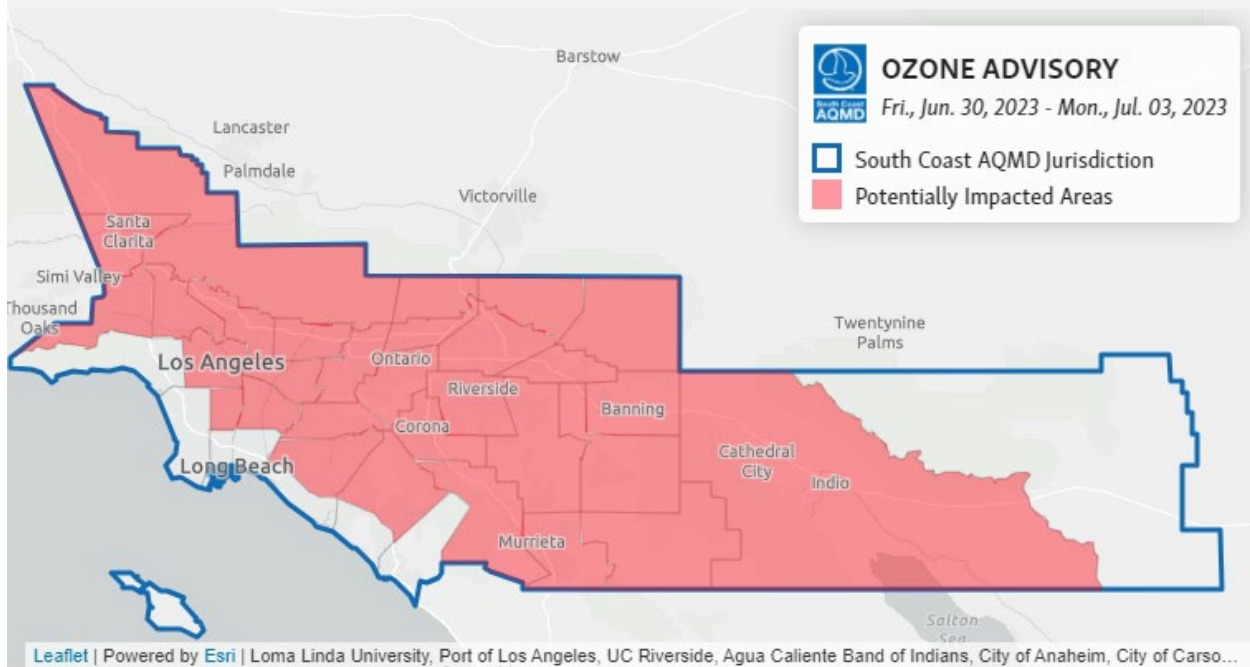 Barstow
OZONE ADVISORY
South Coast
AQMD
Fri., Jun. 30, 2023 - Mon., Jul. 03, 2023
South Coast AQMD Jurisdiction
Potentially Impacted Areas
Lancaster
Palmdale
Victorville
Santa
Clarita
Simi Valley
Thousand
Oaks
Twentynine
Palms
Los Angeles
Ontario
Riverside
Banning
Corona
Cathedral
City
Long Beach
Indio
Murrieta
Salton
Sea
Leaflet | Powered by Esri | Loma Linda University, Port of Los Angeles, UC Riverside, Agua Caliente Band of Indians, City of Anaheim, City of Carso...